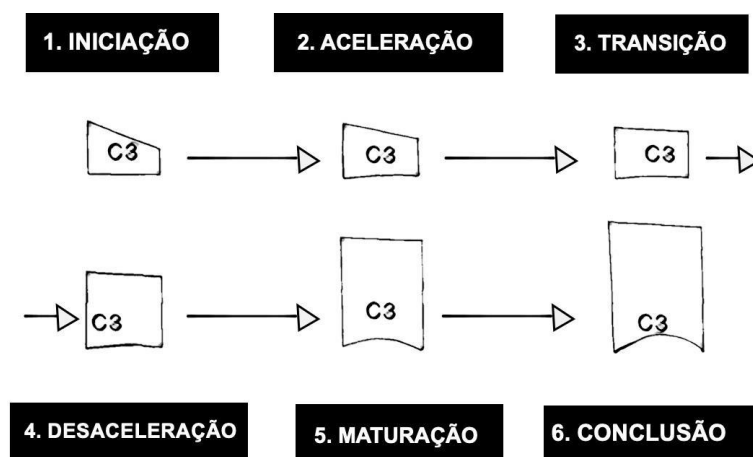 1. INICIAÇÃO
2. ACELERAÇÃO
3. TRANSIÇÃO
C3
C3
C3
C3
C3
C3
4. DESACELERAÇÃO
5. MATURAÇÃO
6. CONCLUSÃO